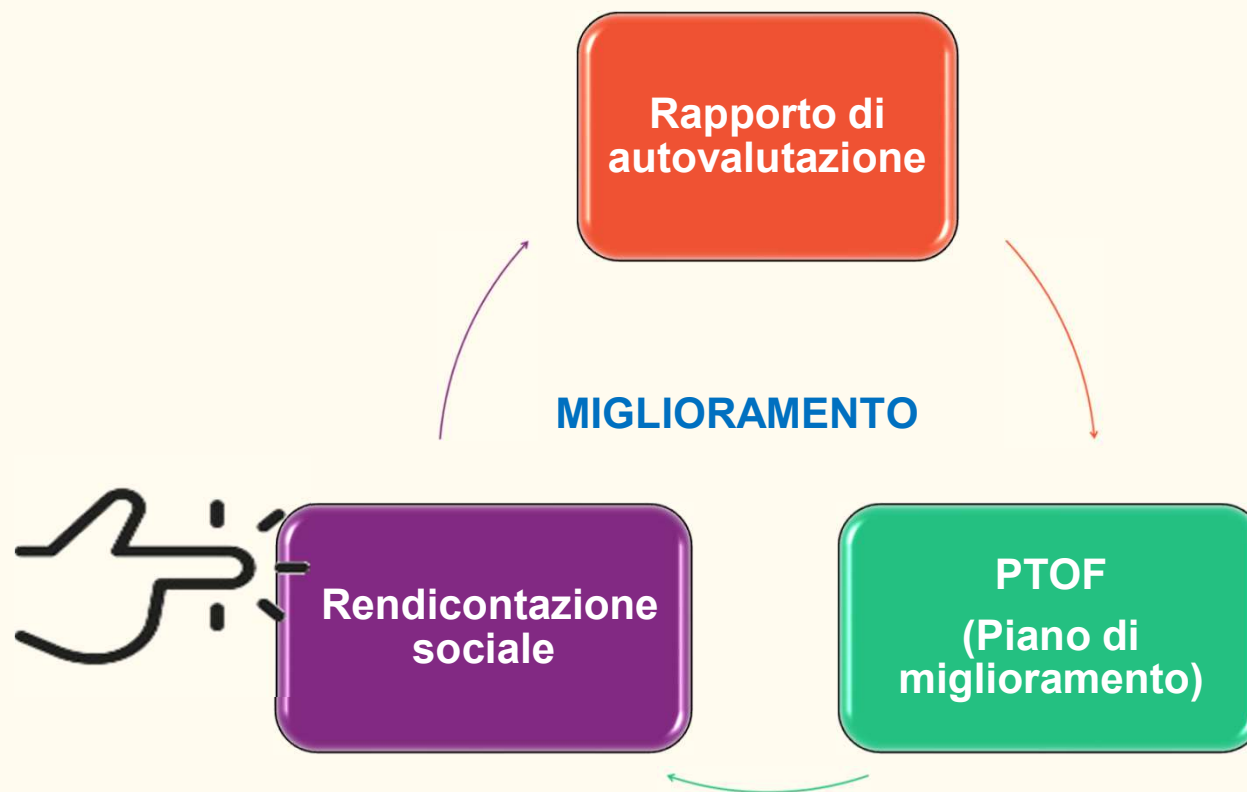 Rapporto di
autovalutazione
MIGLIORAMENTO
Rendicontazione
sociale
PTOF
(Piano di
miglioramento)